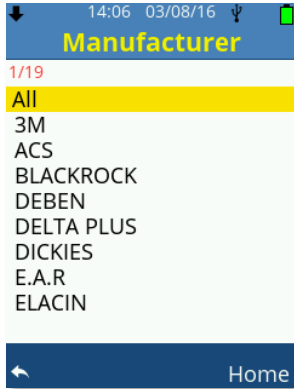 14:06 03/08/16
Manufacturer
1/19
All
3M
ACS
BLACKROCK
DEBEN
DELTA PLUS
DICKIES
E.A.R
ELACIN
Home